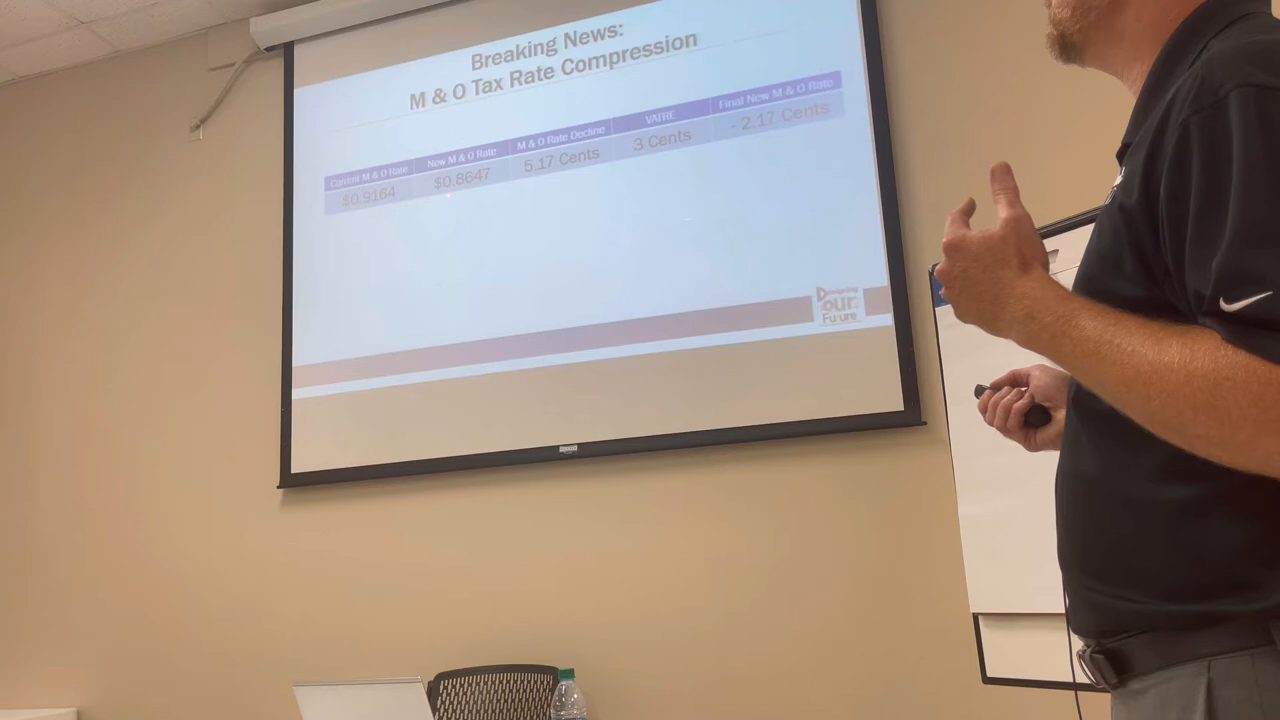 Breaking News:
M & O Tax Rate Compression
Current M & O Rate New M & O Rate M & O Rate Decline VATRE Final New M & O Rate
$0.9164 $0.8647 5.17 Cents 3 Cents - 2.17 Cents
Designing
our
Future